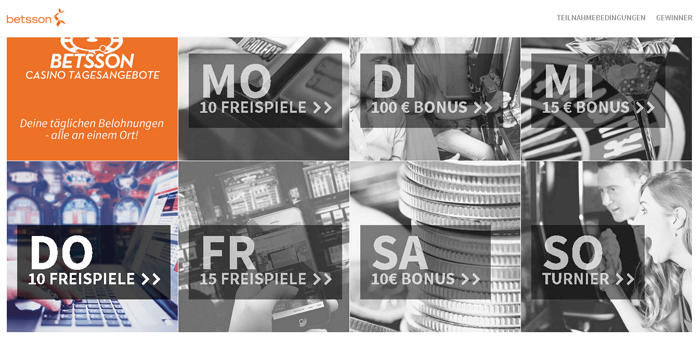 betsson
TEILNAHMEBEDINGUNGEN
GEWINNER
BETSSON
CASINO TAGESANGEBOTE
Deine täglichen Belohnungen
- alle an einem Ort!
MO
10 FREISPIELE >>
DI
100 € BONUS >>
MI
15 € BONUS >>
DO
10 FREISPIELE >>
FR
15 FREISPIELE >>
SA
10€ BONUS >>
SO
TURNIER >>